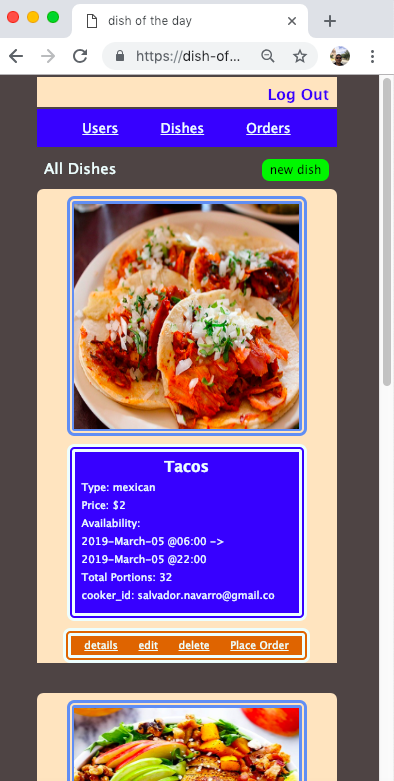 dish of the day
https://dish-of...
Log Out
Users Dishes Orders
All Dishes new dish
Tacos
Type: mexican
Price: $2
Availability:
2019-March-05 @06:00 ->
2019-March-05 @22:00
Total Portions: 32
cooker_id: salvador.navarro@gmail.co
details edit delete Place Order